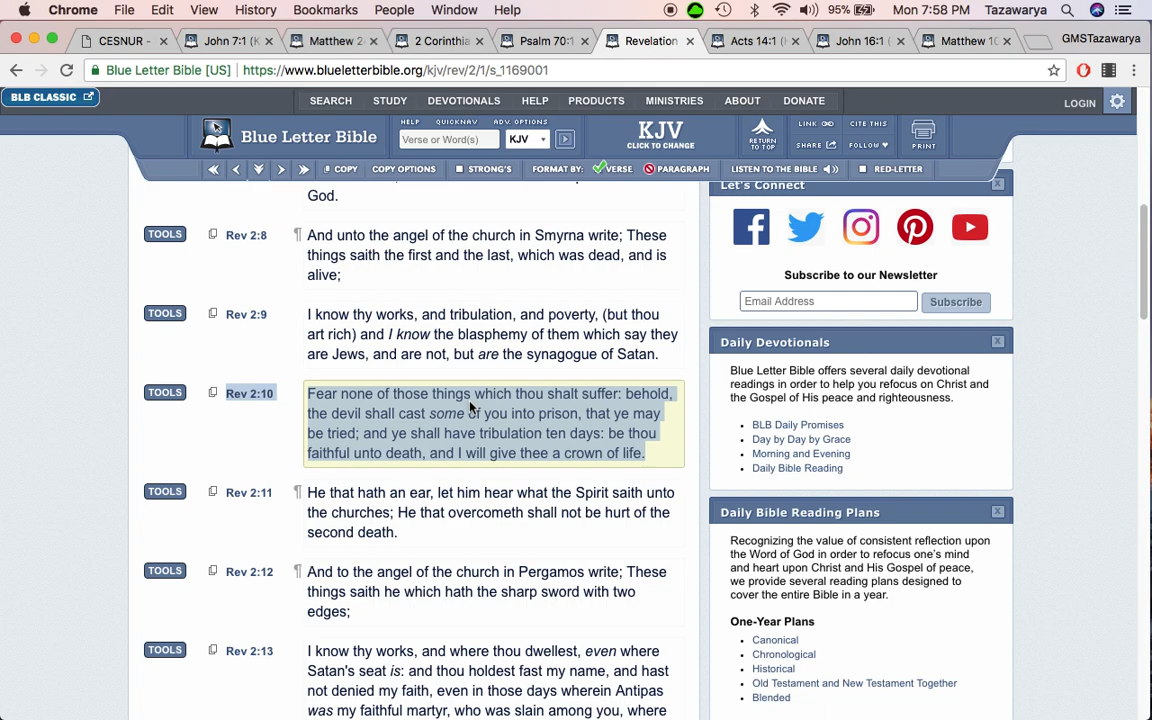 Chrome File Edit View History Bookmarks People Window Help 95% Mon 7:58 PM Tazawarya
CESNUR - John 7:1 (K Matthew 2 2 Corinthia Psalm 70:1 Revelation Acts 14:1 (K John 16:1 Matthew 10 GMSTazawarya
Blue Letter Bible [US] https://www.blueletterbible.org/kjv/rev/2/1/s_1169001
BLB CLASSIC
SEARCH STUDY DEVOTIONALS HELP PRODUCTS MINISTRIES ABOUT DONATE LOGIN
HELP QUICKNAV ADV. OPTIONS
Blue Letter Bible Verse or Word(s) KJV
KJV
CLICK TO CHANGE
RETURN TO TOP
LINK CITE THIS
SHARE FOLLOW
PRINT
COPY COPY OPTIONS STRONG'S FORMAT BY: VERSE PARAGRAPH LISTEN TO THE BIBLE RED-LETTER
God.
TOOLS Rev 2:8 ¶ And unto the angel of the church in Smyrna write; These
things saith the first and the last, which was dead, and is
alive;
TOOLS Rev 2:9 I know thy works, and tribulation, and poverty, (but thou
art rich) and I know the blasphemy of them which say they
are Jews, and are not, but are the synagogue of Satan.
TOOLS Rev 2:10 Fear none of those things which thou shalt suffer: behold,
the devil shall cast some of you into prison, that ye may
be tried; and ye shall have tribulation ten days: be thou
faithful unto death, and I will give thee a crown of life.
TOOLS Rev 2:11 ¶ He that hath an ear, let him hear what the Spirit saith unto
the churches; He that overcometh shall not be hurt of the
second death.
TOOLS Rev 2:12 ¶ And to the angel of the church in Pergamos write; These
things saith he which hath the sharp sword with two
edges;
TOOLS Rev 2:13 I know thy works, and where thou dwellest, even where
Satan's seat is: and thou holdest fast my name, and hast
not denied my faith, even in those days wherein Antipas
was my faithful martyr, who was slain among you, where
Let's Connect
Subscribe to our Newsletter
Email Address Subscribe
Daily Devotionals
Blue Letter Bible offers several daily devotional
readings in order to help you refocus on Christ and
the Gospel of His peace and righteousness.
BLB Daily Promises
Day by Day by Grace
Morning and Evening
Daily Bible Reading
Daily Bible Reading Plans
Recognizing the value of consistent reflection upon
the Word of God in order to refocus one's mind
and heart upon Christ and His Gospel of peace,
we provide several reading plans designed to
cover the entire Bible in a year.
One-Year Plans
Canonical
Chronological
Historical
Old Testament and New Testament Together
Blended